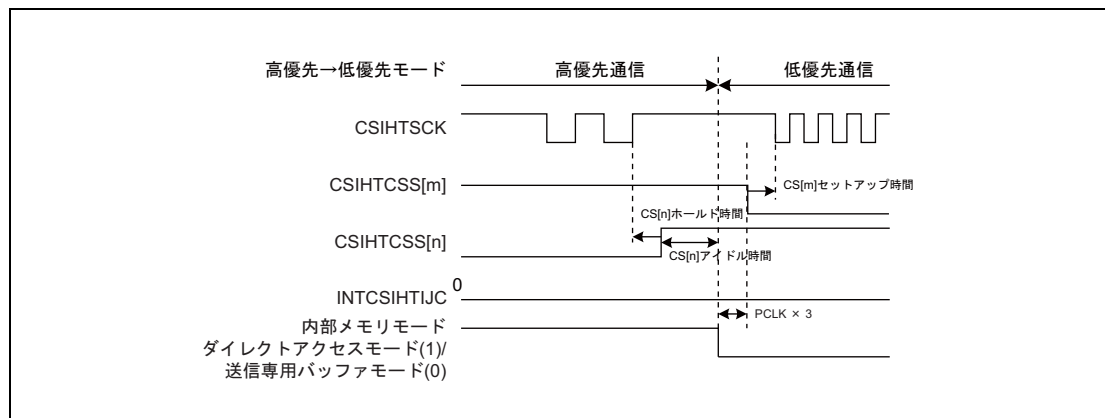 高優先→低優先モード
高優先通信
低優先通信
CSIHTSCK
CSIHTCSS[m]
CS[m]セットアップ時間
CS[n]ホールド時間
CSIHTCSS[n]
CS[n]アイドル時間
INTCSIHTIJC
0
PCLK × 3
内部メモリモード
ダイレクトアクセスモード(1)/
送信専用バッファモード(0)